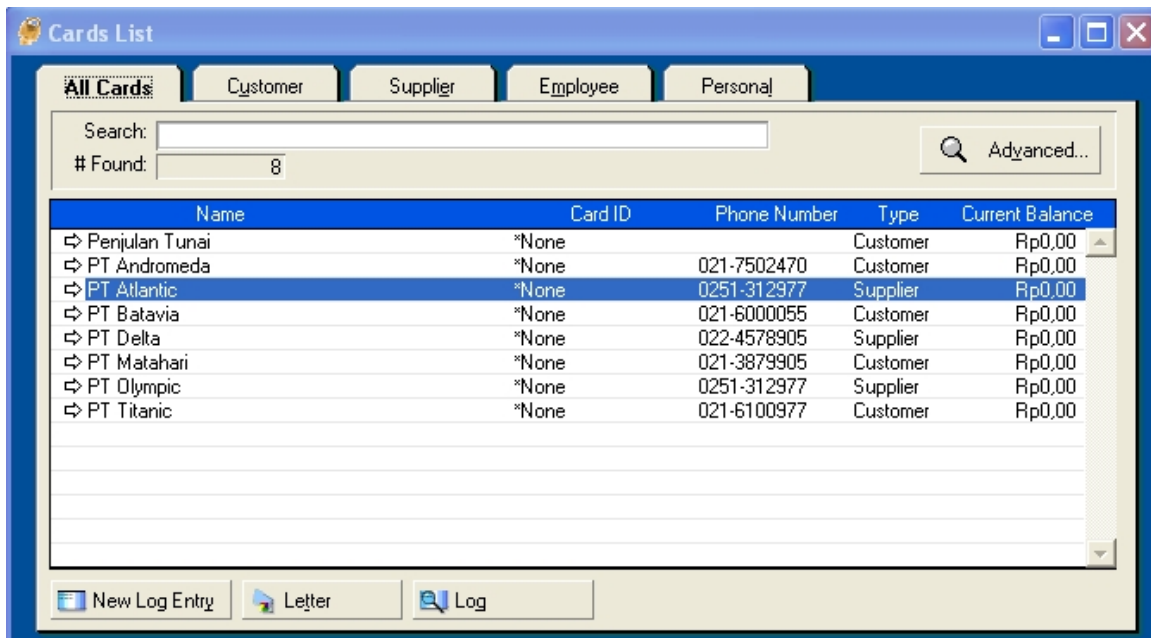 Cards List
All Cards Customer Supplier Employee Personal
Search:
# Found: 8
Advanced...
Name Card ID Phone Number Type Current Balance
Penjulan Tunai *None Customer Rp0,00
PT Andromeda *None 021-7502470 Customer Rp0,00
PT Atlantic *None 0251-312977 Supplier Rp0,00
PT Batavia *None 021-6000055 Customer Rp0,00
PT Delta *None 022-4578905 Supplier Rp0,00
PT Matahari *None 021-3879905 Customer Rp0,00
PT Olympic *None 0251-312977 Supplier Rp0,00
PT Titanic *None 021-6100977 Customer Rp0,00
New Log Entry Letter Log